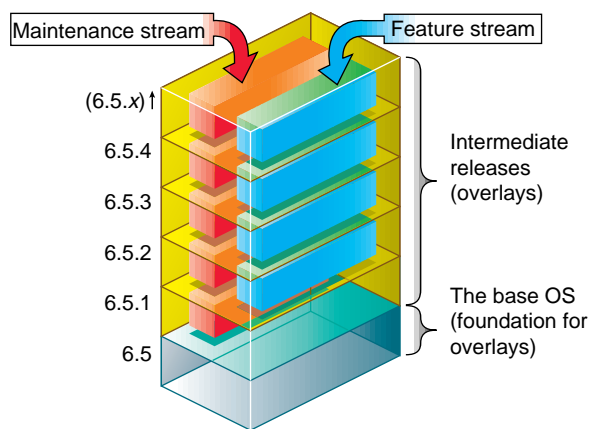 Maintenance stream
Feature stream
(6.5.x)
6.5.4
6.5.3
6.5.2
6.5.1
6.5
Intermediate
releases
(overlays)
The base OS
(foundation for
overlays)